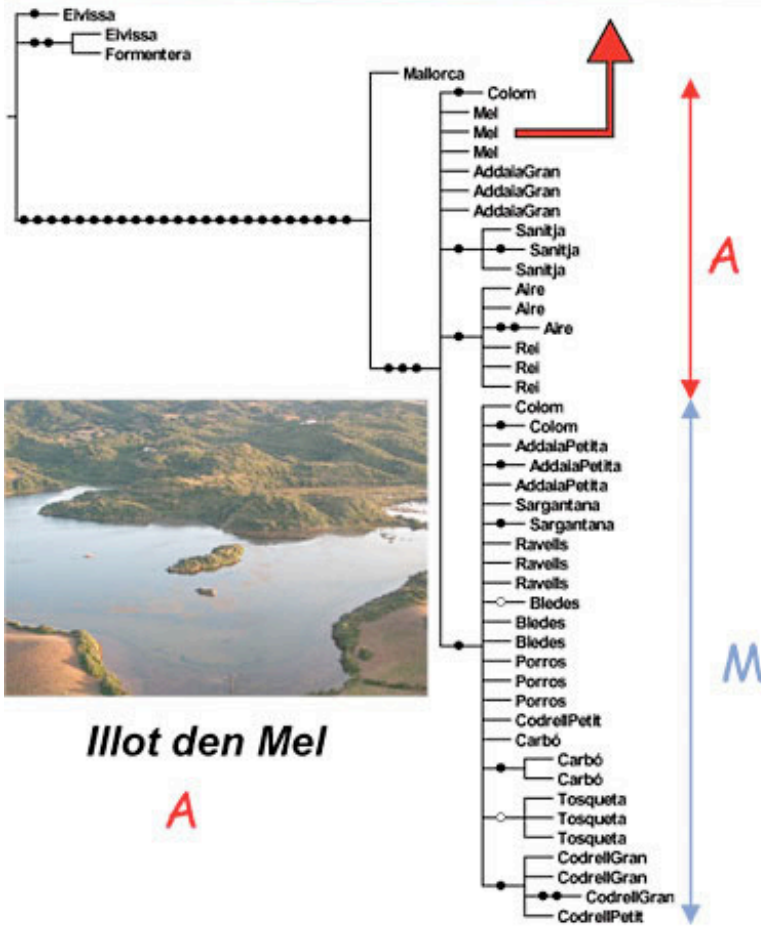 Eivissa
Eivissa
Formentera
Mallorca
Colom
Mel
Mel
Mel
AddaiaGran
AddaiaGran
AddaiaGran
Sanitja
Sanitja
Sanitja
Aire
Aire
Aire
Rei
Rei
Rei
A
Colom
Colom
AddaiaPetita
AddaiaPetita
AddaiaPetita
Sargantana
Sargantana
Ravells
Ravells
Ravells
Bledes
Bledes
Bledes
Porros
Porros
Porros
CodrellPetit
Carbó
Carbó
Carbó
Tosqueta
Tosqueta
Tosqueta
CodrellGran
CodrellGran
CodrellGran
CodrellPetit
M
Illot den Mel
A